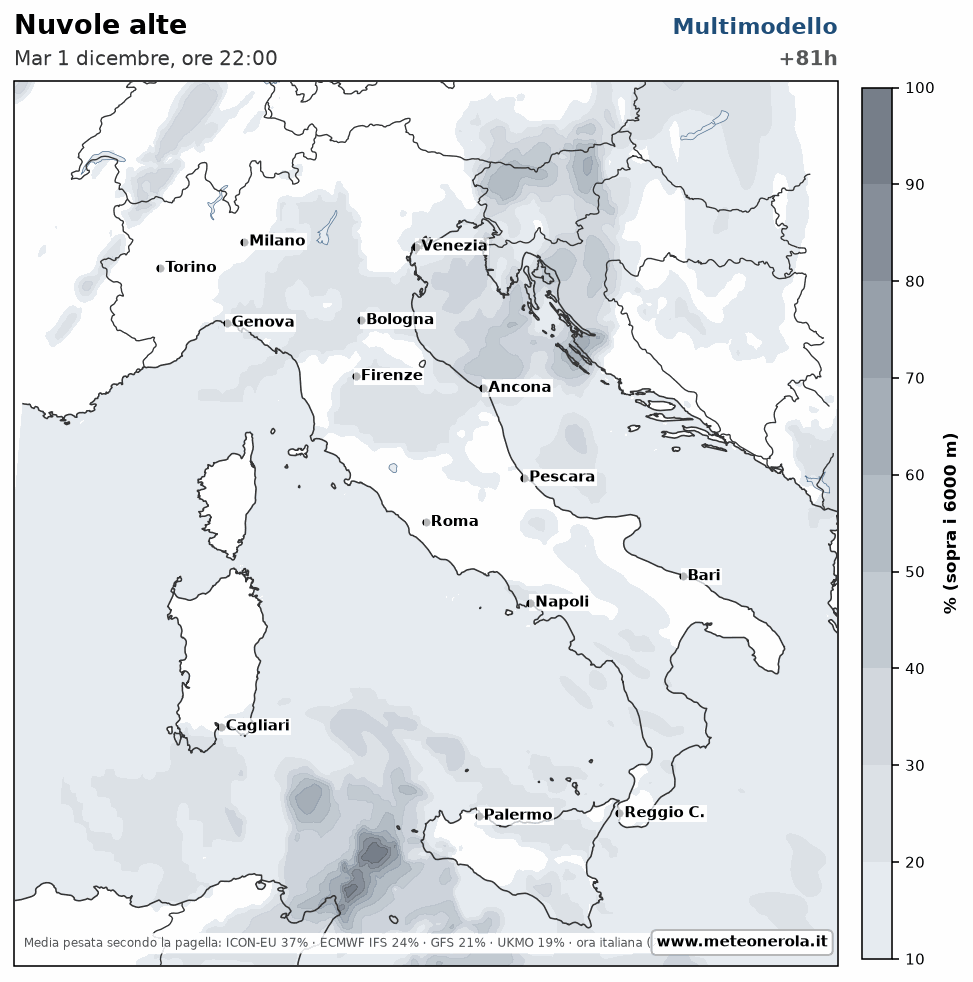 Nuvole alte
Multimodello
Mar 1 dicembre, ore 22:00
+81h
100
90
80
70
60
50
40
30
20
10
% (sopra i 6000 m)
Milano
Venezia
Torino
Genova
Bologna
Firenze
Ancona
Pescara
Roma
Bari
Napoli
Cagliari
Palermo
Reggio C.
Media pesata secondo la pagella: ICON-EU 37% · ECMWF IFS 24% · GFS 21% · UKMO 19% · ora italiana (
www.meteonerola.it